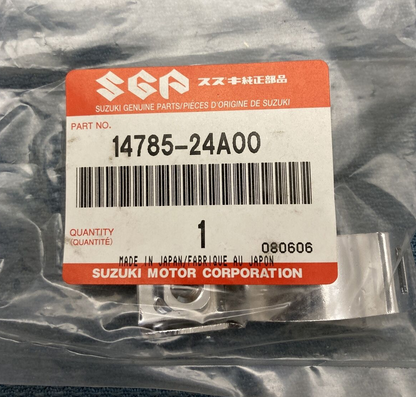 SGP スズキ純正部品
SUZUKI GENUINE PARTS/PIÈCES D'ORIGINE DE SUZUKI
PART NO.
14785-24A00
QUANTITY
(QUANTITÉ)
1
080606
MADE IN JAPAN/FABRIQUE AU JAPON
SUZUKI MOTOR CORPORATION